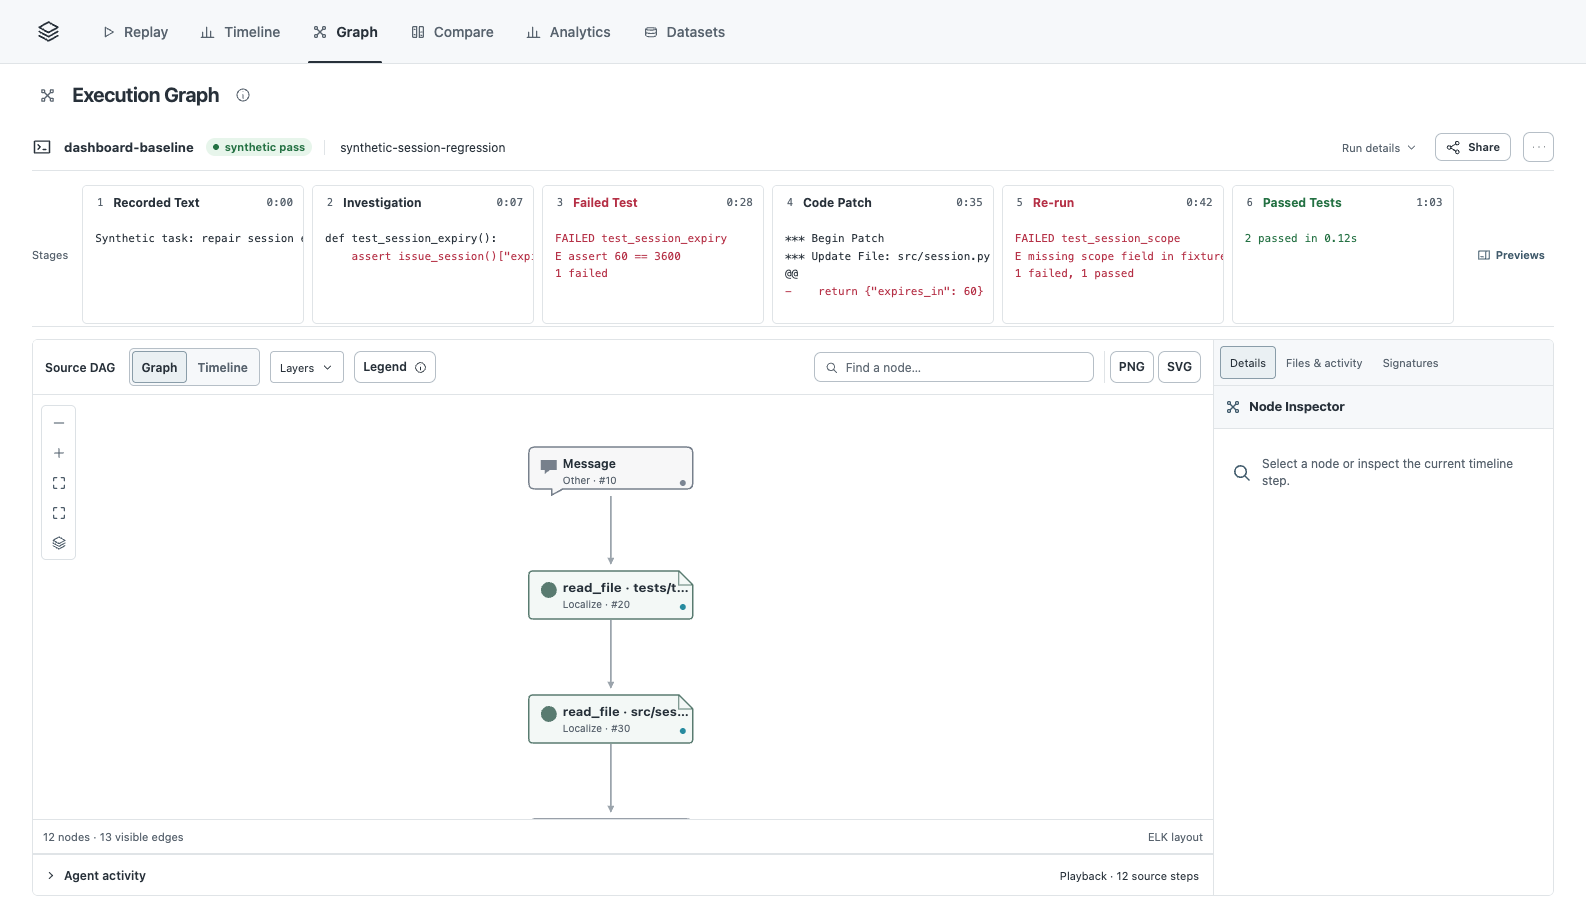 Replay
Timeline
Graph
Compare
Analytics
Datasets
Execution Graph
dashboard-baseline
synthetic pass
synthetic-session-regression
Run details
Share
...
Stages
1 Recorded Text 0:00
Synthetic task: repair session
2 Investigation 0:07
def test_session_expiry():
assert issue_session()["exp
3 Failed Test 0:28
FAILED test_session_expiry
E assert 60 == 3600
1 failed
4 Code Patch 0:35
*** Begin Patch
*** Update File: src/session.py
@@
-    return {"expires_in": 60}
5 Re-run 0:42
FAILED test_session_scope
E missing scope field in fixture
1 failed, 1 passed
6 Passed Tests 1:03
2 passed in 0.12s
Previews
Source DAG
Graph
Timeline
Layers
Legend
Find a node...
PNG
SVG
Details
Files & activity
Signatures
Node Inspector
Select a node or inspect the current timeline
step.
Message
Other · #10
read_file · tests/t...
Localize · #20
read_file · src/ses...
Localize · #30
12 nodes · 13 visible edges
ELK layout
Agent activity
Playback · 12 source steps